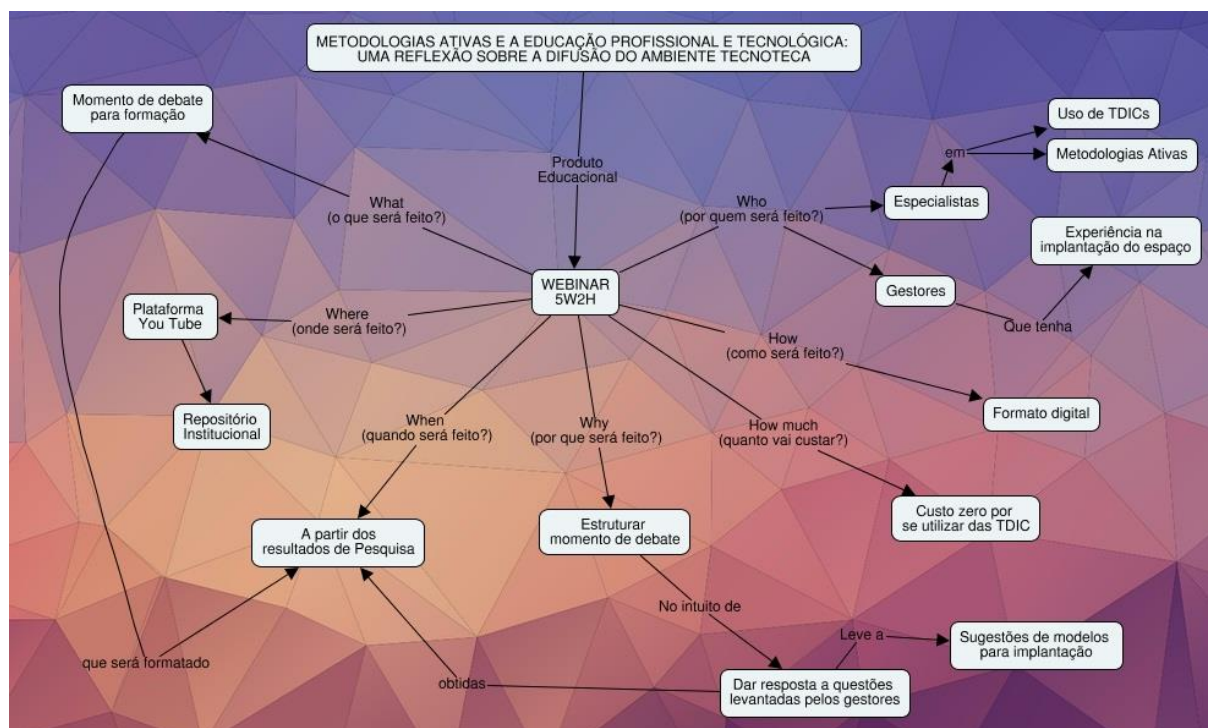 METODOLOGIAS ATIVAS E A EDUCAÇÃO PROFISSIONAL E TECNOLÓGICA:
UMA REFLEXÃO SOBRE A DIFUSÃO DO AMBIENTE TECNOTECA
Momento de debate
para formação
Produto
Educacional
What
(o que será feito?)
Who
(por quem será feito?)
Especialistas
em
Uso de TDICs
Metodologias Ativas
Experiência na
implantação do espaço
Gestores
Que tenha
WEBINAR
5W2H
Plataforma
You Tube
Where
(onde será feito?)
How
(como será feito?)
Repositório
Institucional
When
(quando será feito?)
Why
(por que será feito?)
How much
(quanto vai custar?)
Formato digital
A partir dos
resultados de Pesquisa
Estruturar
momento de debate
Custo zero por
se utilizar das TDIC
No intuito de
Leve a
Sugestões de modelos
para implantação
que será formatado
obtidas
Dar resposta a questões
levantadas pelos gestores